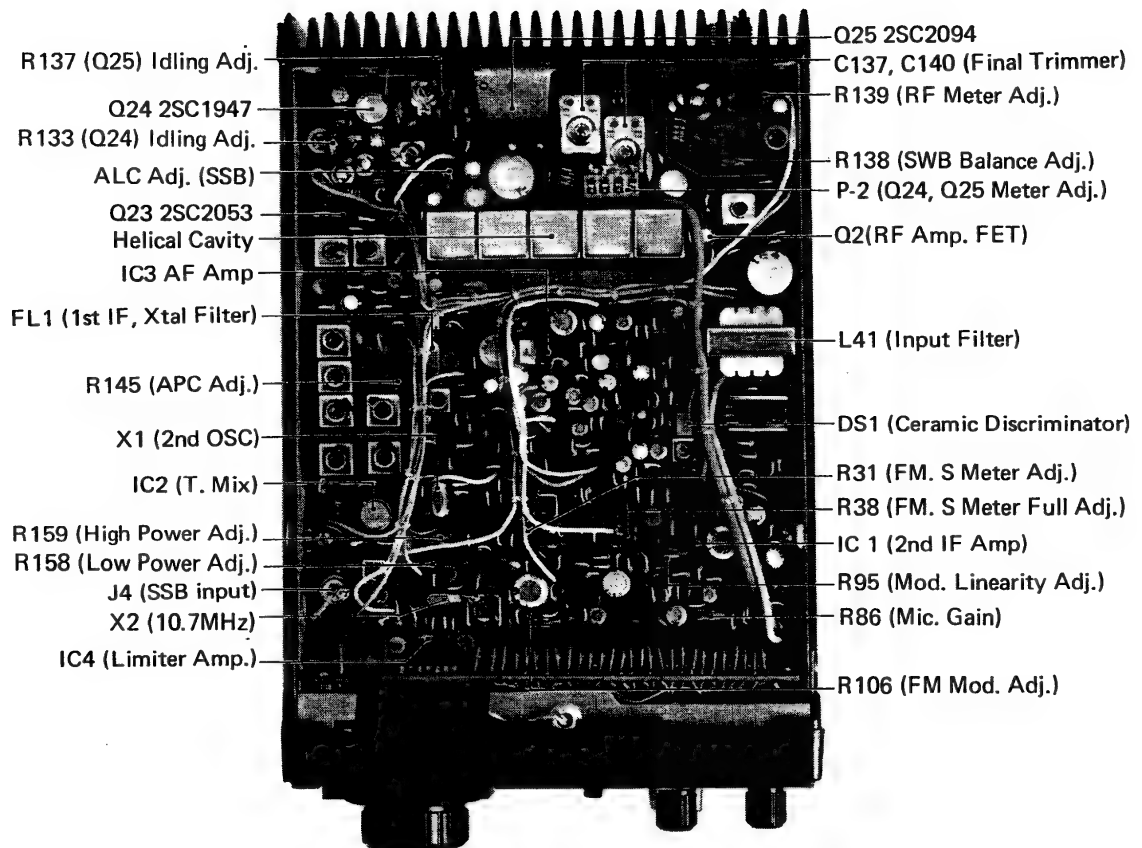 R137 (Q25) Idling Adj.
Q24 2SC1947
R133 (Q24) Idling Adj.
ALC Adj. (SSB)
Q23 2SC2053
Helical Cavity
IC3 AF Amp
FL1 (1st IF, Xtal Filter)
R145 (APC Adj.)
X1 (2nd OSC)
IC2 (T. Mix)
R159 (High Power Adj.)
R158 (Low Power Adj.)
J4 (SSB input)
X2 (10.7MHz)
IC4 (Limiter Amp.)
Q25 2SC2094
C137, C140 (Final Trimmer)
R139 (RF Meter Adj.)
R138 (SWB Balance Adj.)
P-2 (Q24, Q25 Meter Adj.)
Q2(RF Amp. FET)
L41 (Input Filter)
DS1 (Ceramic Discriminator)
R31 (FM. S Meter Adj.)
R38 (FM. S Meter Full Adj.)
IC 1 (2nd IF Amp)
R95 (Mod. Linearity Adj.)
R86 (Mic. Gain)
R106 (FM Mod. Adj.)